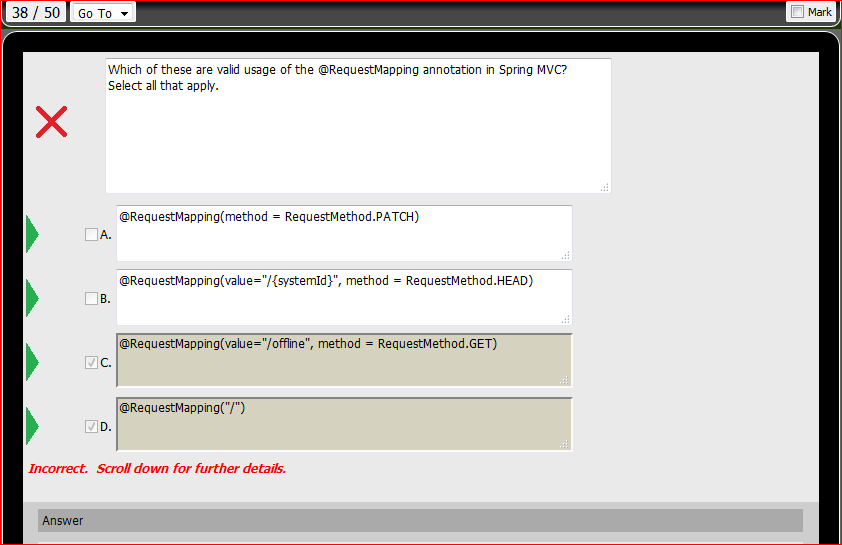 38 / 50 Go To Mark
Which of these are valid usage of the @RequestMapping annotation in Spring MVC?
Select all that apply.
A. @RequestMapping(method = RequestMethod.PATCH)
B. @RequestMapping(value="/{systemId}", method = RequestMethod.HEAD)
C. @RequestMapping(value="/offline", method = RequestMethod.GET)
D. @RequestMapping("/")
Incorrect. Scroll down for further details.
Answer